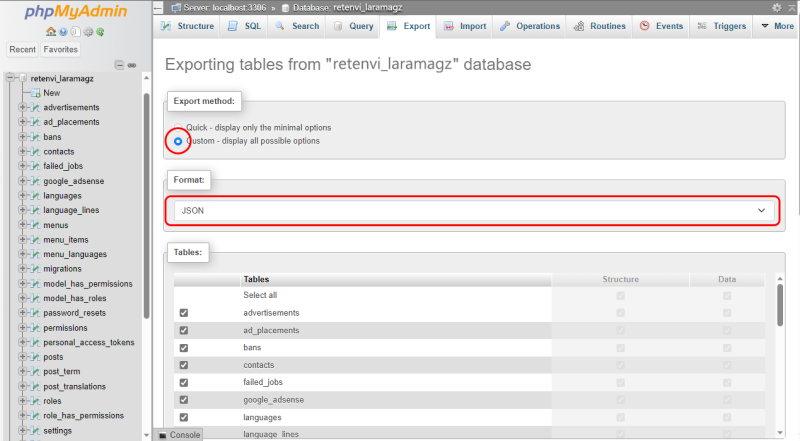 phpMyAdmin
Recent Favorites
retenvi_laramagz
New
advertisements
ad_placements
bans
contacts
failed_jobs
google_adsense
languages
language_lines
menus
menu_items
menu_languages
migrations
model_has_permissions
model_has_roles
password_resets
permissions
personal_access_tokens
posts
post_term
post_translations
roles
role_has_permissions
settings
Server: localhost:3306 » Database: retenvi_laramagz
Structure SQL Search Query Export Import Operations Routines Events Triggers More
Exporting tables from "retenvi_laramagz" database
Export method:
Quick - display only the minimal options
Custom - display all possible options
Format:
JSON
Tables:
Tables Structure Data
Select all
advertisements
ad_placements
bans
contacts
failed_jobs
google_adsense
languages
language_lines
Console